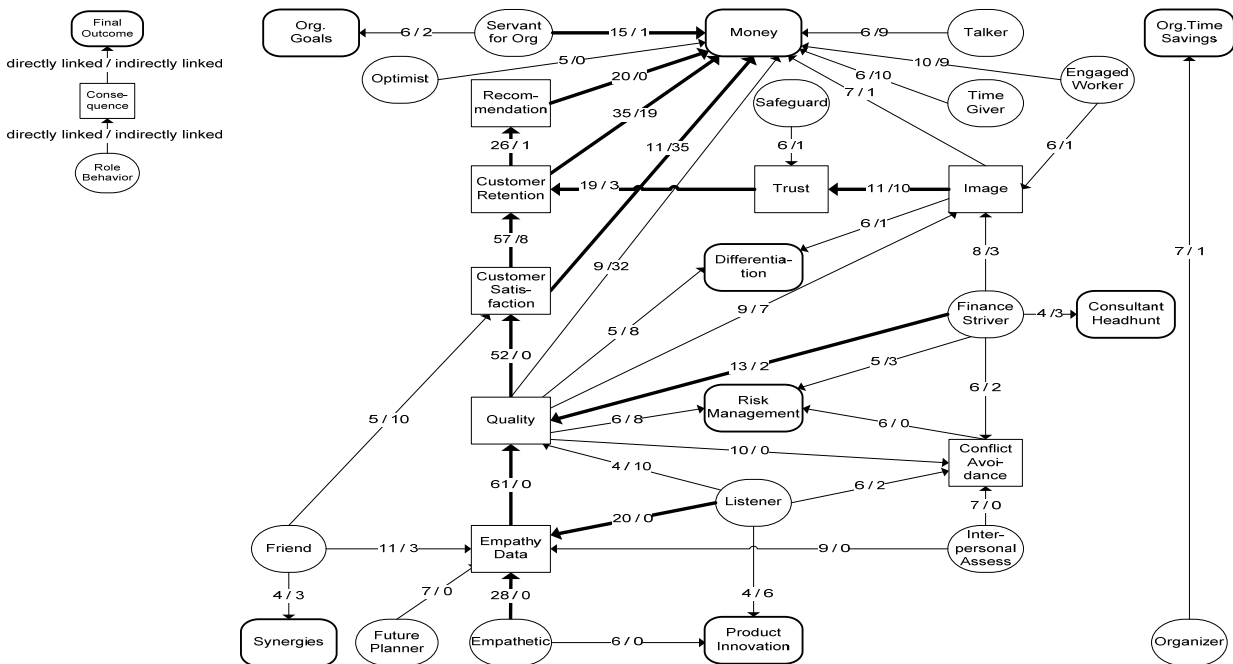 Final
Outcome
directly linked / indirectly linked
Conse-
quence
directly linked / indirectly linked
Role
Behavior
Org.
Goals
6 / 2
Servant
for Org
15 / 1
Money
6 / 9
Talker
Org.Time
Savings
Optimist
5 / 0
20 / 0
10 / 9
Engaged
Worker
Recom-
mendation
35 / 19
Safeguard
6 / 10
7 / 1
Time
Giver
26 / 1
11 / 35
6 / 1
6 / 1
Customer
Retention
19 / 3
Trust
11 / 10
Image
57 / 8
6 / 1
9 / 32
Differentia-
tion
8 / 3
7 / 1
Customer
Satis-
faction
9 / 7
Finance
Striver
4 / 3
Consultant
Headhunt
5 / 8
52 / 0
13 / 2
5 / 3
6 / 2
5 / 10
Quality
6 / 8
Risk
Management
6 / 0
10 / 0
Conflict
Avoi-
dance
4 / 10
61 / 0
Listener
6 / 2
20 / 0
7 / 0
Friend
11 / 3
Empathy
Data
9 / 0
Inter-
personal
Assess
4 / 3
7 / 0
28 / 0
4 / 6
Synergies
Future
Planner
Empathetic
6 / 0
Product
Innovation
Organizer